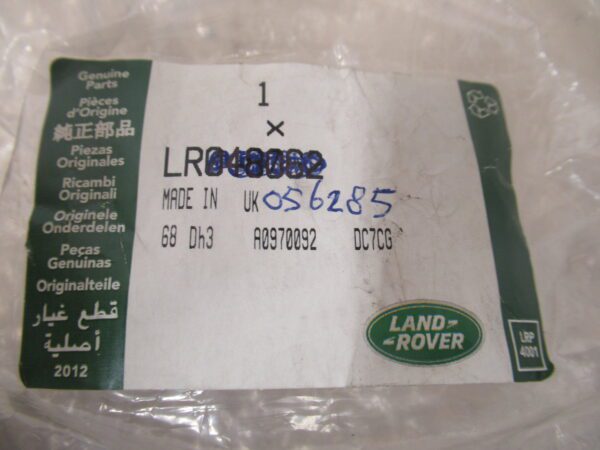 Genuine
Parts
Pièces
d'Origine
純正部品
Piezas
Originales
Ricambi
Originali
Originele
Onderdelen
Peças
Genuinas
Originalteile
قطع غيار
أصلية
2012
1
×
LR048082
MADE IN UK 056285
68 Dh3 A0970092 DC7CG
LAND
ROVER
LRP
4001